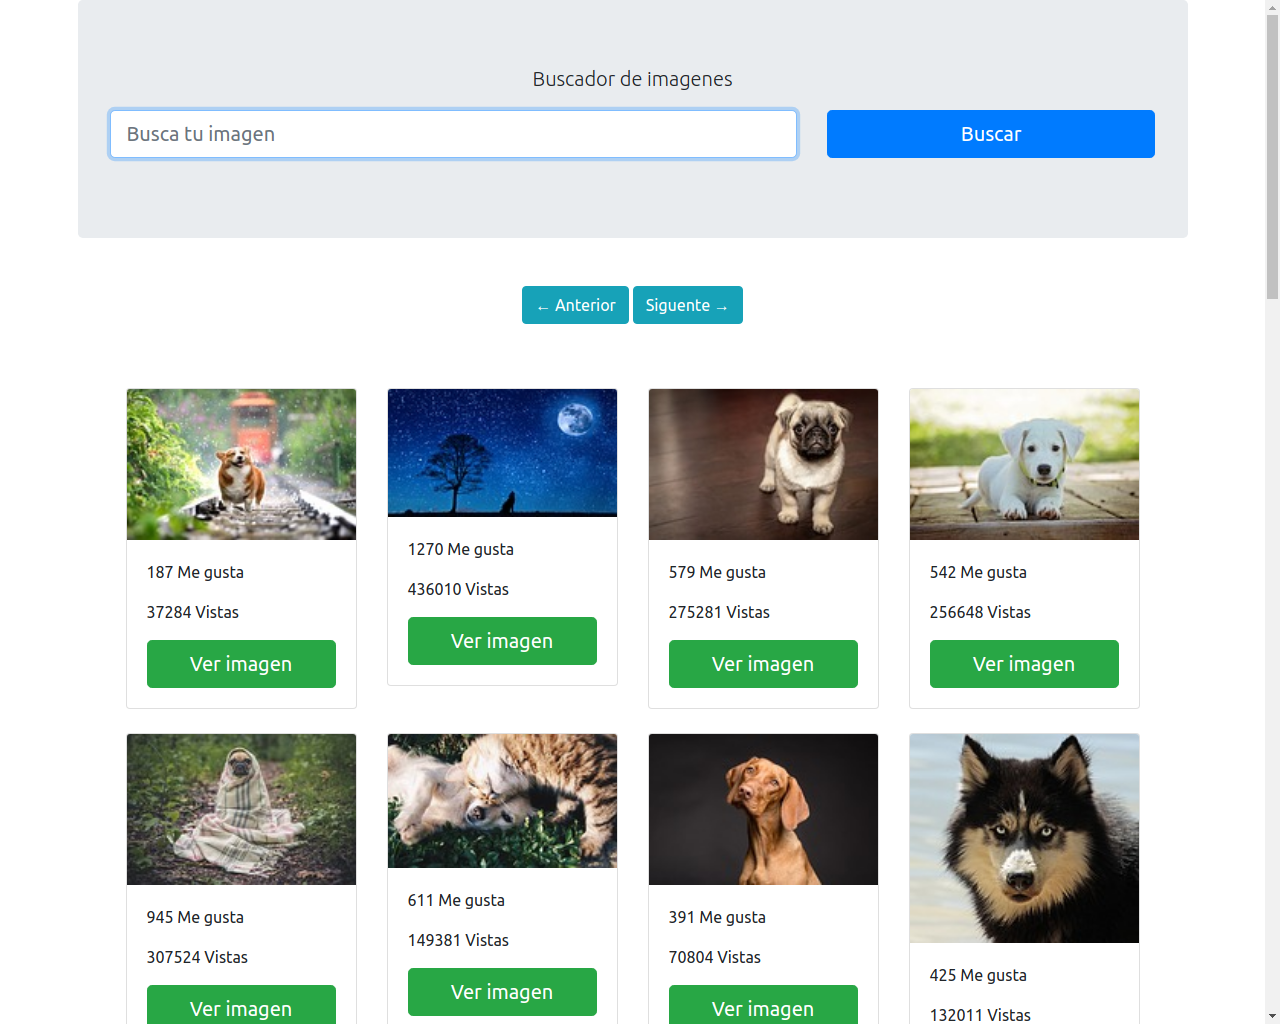 Buscador de imagenes
Busca tu imagen
Buscar
← Anterior
Siguente →
187 Me gusta
37284 Vistas
Ver imagen
1270 Me gusta
436010 Vistas
Ver imagen
579 Me gusta
275281 Vistas
Ver imagen
542 Me gusta
256648 Vistas
Ver imagen
945 Me gusta
307524 Vistas
Ver imagen
611 Me gusta
149381 Vistas
Ver imagen
391 Me gusta
70804 Vistas
Ver imagen
425 Me gusta
132011 Vistas